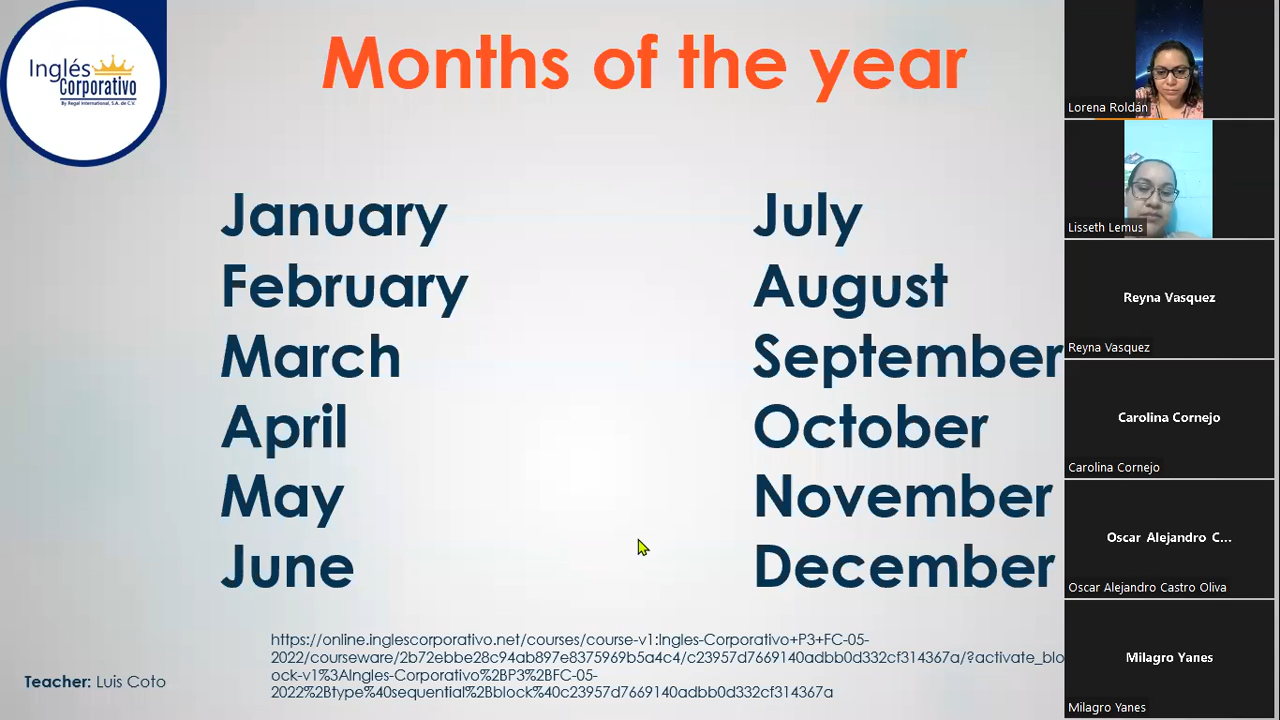 Inglés
Corporativo
By Regal International, S.A. de C.V.
Months of the year
January
February
March
April
May
June
July
August
September
October
November
December
https://online.inglescorporativo.net/courses/course-v1:Ingles-Corporativo+P3+FC-05-
2022/courseware/2b72ebbe28c94ab897e8375969b5a4c4/c23957d7669140adbb0d332cf314367a/?activate_blo
ock-v1%3AIngles-Corporativo%2BP3%2BFC-05-
2022%2Btype%40sequential%2Bblock%40c23957d7669140adbb0d332cf314367a
Teacher: Luis Coto
Lorena Roldán
Lisseth Lemus
Reyna Vasquez
Reyna Vasquez
Carolina Cornejo
Carolina Cornejo
Oscar Alejandro C...
Oscar Alejandro Castro Oliva
Milagro Yanes
Milagro Yanes